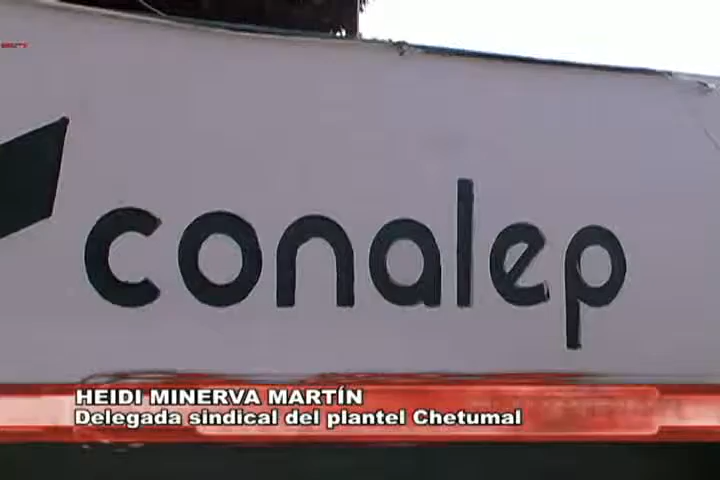 conalep
HEIDI MINERVA MARTÍN
Delegada sindical del plantel Chetumal